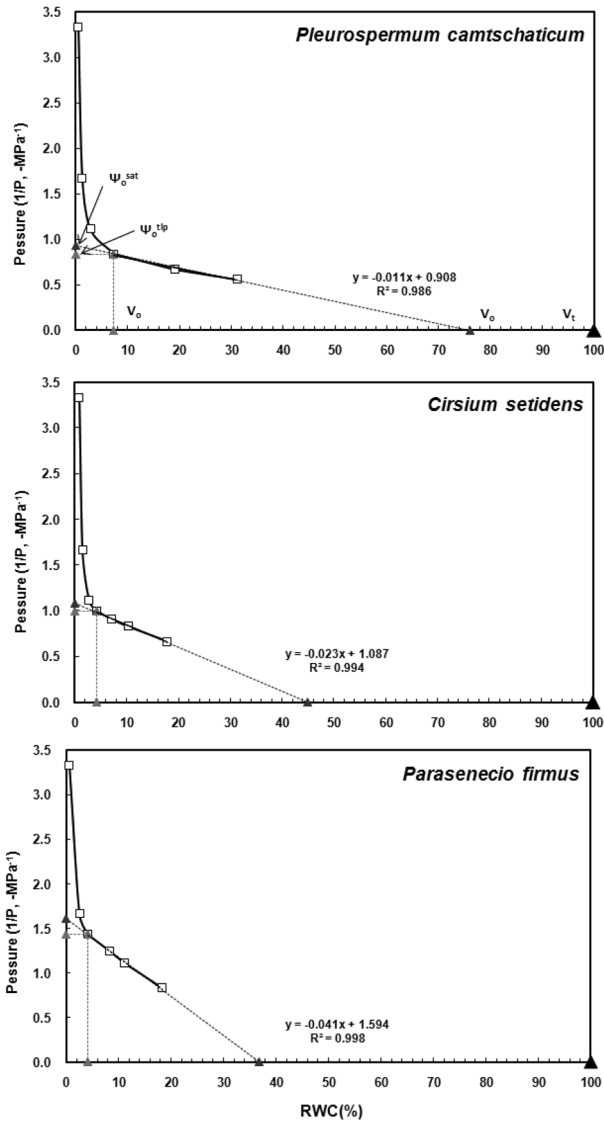 Pleurospermum camtschaticum
Pessure (1/P, -MPa⁻¹)
3.5
3.0
2.5
2.0
1.5
1.0
0.5
0.0
Ψₒˢᵃᵗ
Ψₒᵗˡᵖ
y = -0.011x + 0.908
R² = 0.986
Vₒ
Vₒ
Vₜ
0 10 20 30 40 50 60 70 80 90 100
Cirsium setidens
Pessure (1/P, -MPa⁻¹)
3.5
3.0
2.5
2.0
1.5
1.0
0.5
0.0
y = -0.023x + 1.087
R² = 0.994
0 10 20 30 40 50 60 70 80 90 100
Parasenecio firmus
Pessure (1/P, -MPa⁻¹)
3.5
3.0
2.5
2.0
1.5
1.0
0.5
0.0
y = -0.041x + 1.594
R² = 0.998
0 10 20 30 40 50 60 70 80 90 100
RWC(%)